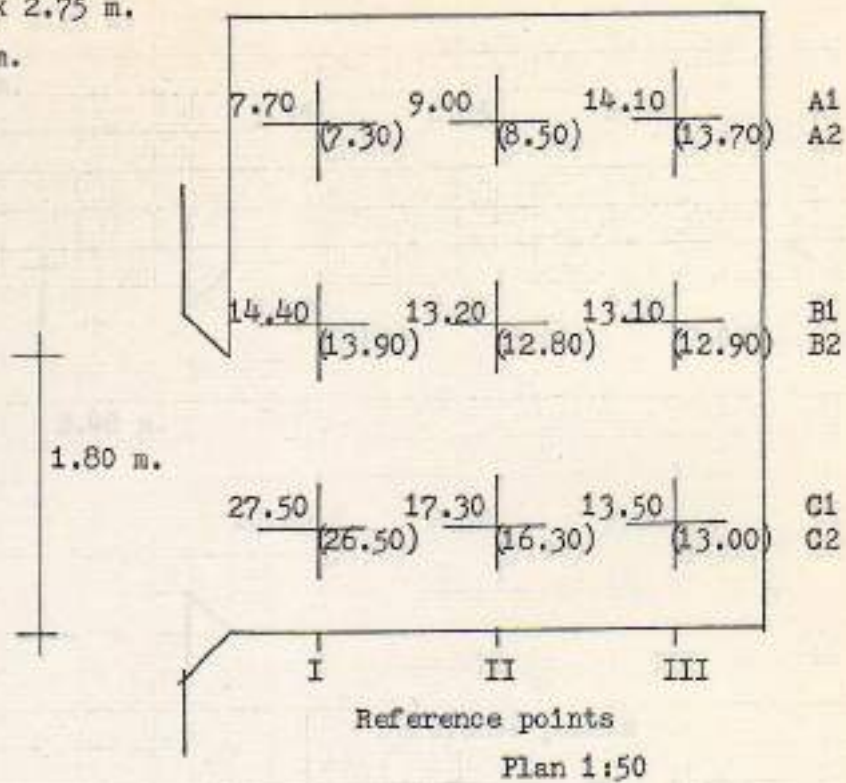 x 2.75 m.
m.
7.70 9.00 14.10 A1
(7.30) (8.50) (13.70) A2
14.40 13.20 13.10 B1
(13.90) (12.80) (12.90) B2
1.80 m.
27.50 17.30 13.50 C1
(26.50) (16.30) (13.00) C2
I II III
Reference points
Plan 1:50